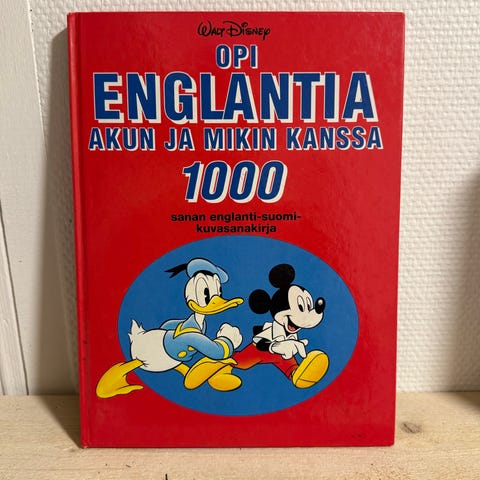 Walt Disney
OPI
ENGLANTIA
AKUN JA MIKIN KANSSA
1000
sanan englanti-suomi-
kuvasanakirja